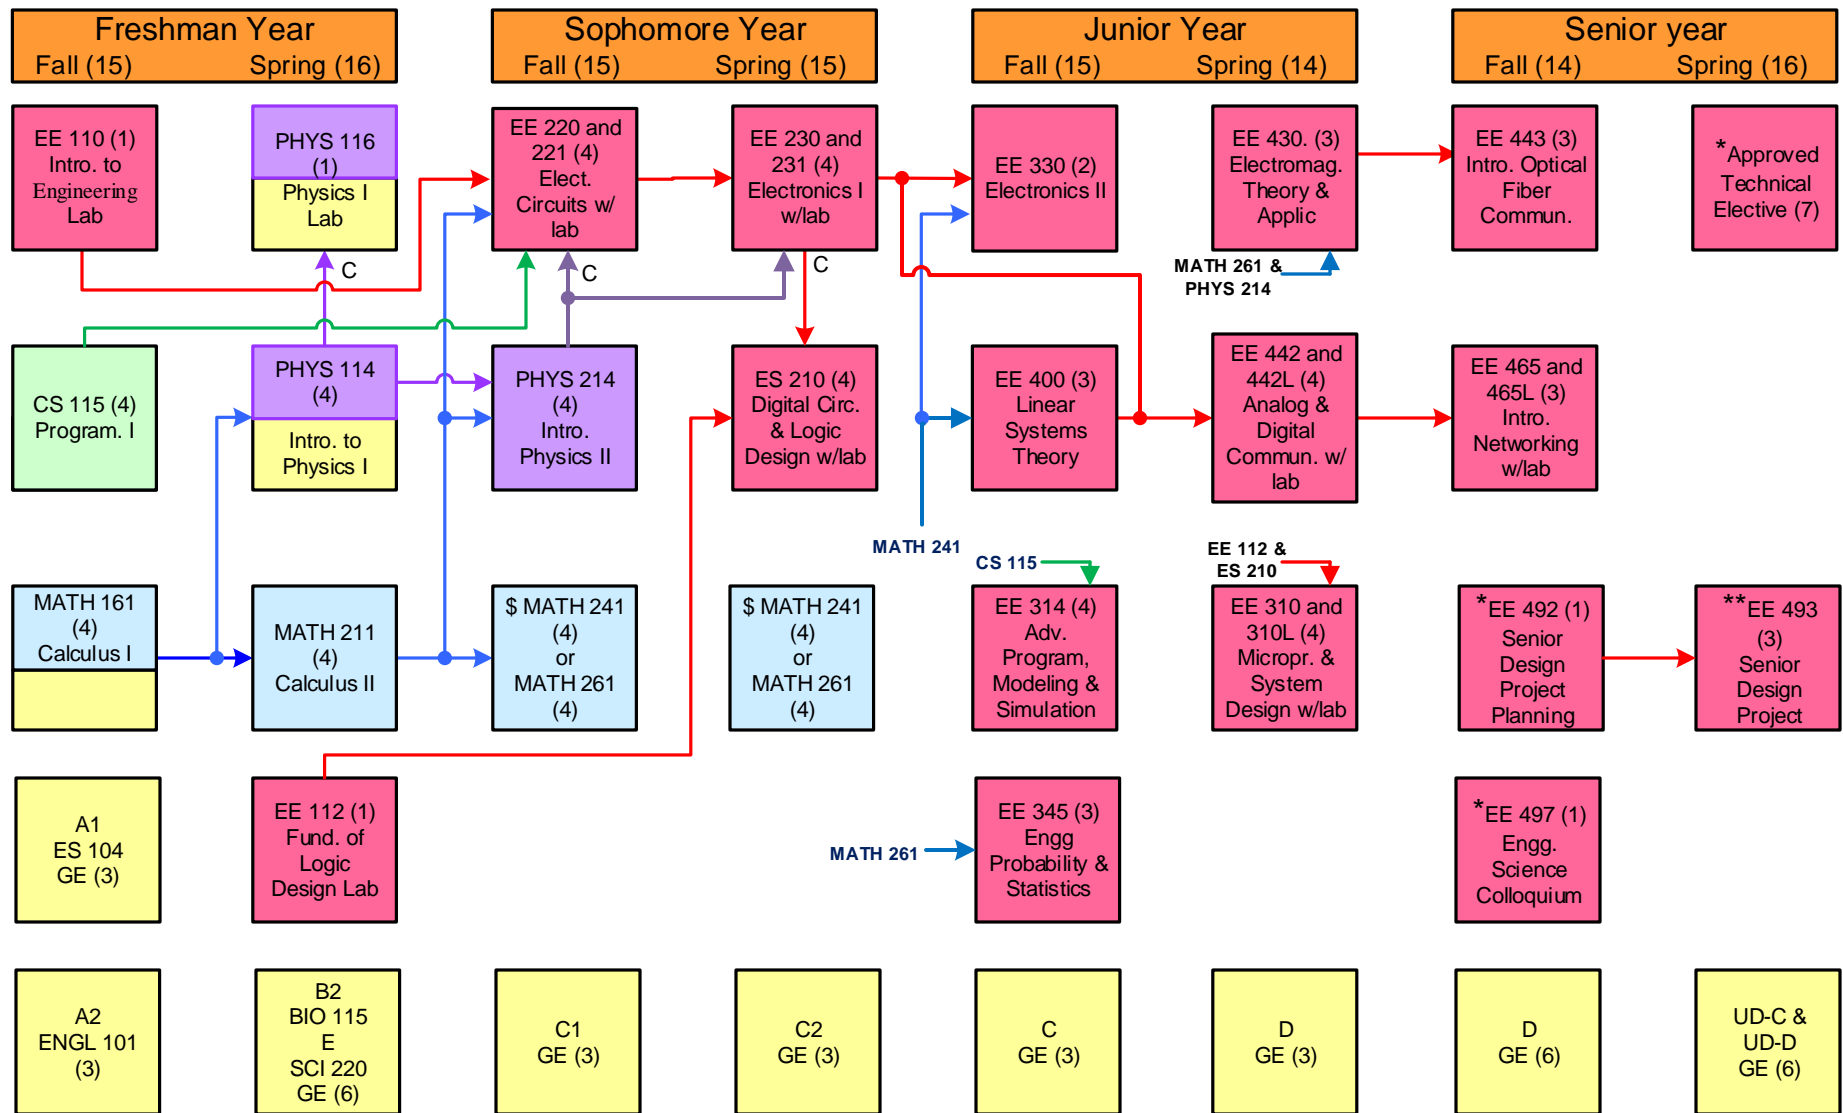 Freshman Year
Fall (15) Spring (16)
Sophomore Year
Fall (15) Spring (15)
Junior Year
Fall (15) Spring (14)
Senior year
Fall (14) Spring (16)
EE 110 (1)
Intro. to
Engineering
Lab
PHYS 116
(1)
Physics I
Lab
EE 220 and
221 (4)
Elect.
Circuits w/
lab
EE 230 and
231 (4)
Electronics I
w/lab
EE 330 (2)
Electronics II
EE 430. (3)
Electromag.
Theory &
Applic
EE 443 (3)
Intro. Optical
Fiber
Commun.
*Approved
Technical
Elective (7)
C
C
MATH 261 &
PHYS 214
CS 115 (4)
Program. I
PHYS 114
(4)
Intro. to
Physics I
PHYS 214
(4)
Intro.
Physics II
ES 210 (4)
Digital Circ.
& Logic
Design w/lab
EE 400 (3)
Linear
Systems
Theory
EE 442 and
442L (4)
Analog &
Digital
Commun. w/
lab
EE 465 and
465L (3)
Intro.
Networking
w/lab
MATH 241
CS 115
EE 112 &
ES 210
MATH 161
(4)
Calculus I
MATH 211
(4)
Calculus II
$ MATH 241
(4)
or
MATH 261
(4)
$ MATH 241
(4)
or
MATH 261
(4)
EE 314 (4)
Adv.
Program,
Modeling &
Simulation
EE 310 and
310L (4)
Micropr. &
System
Design w/lab
*EE 492 (1)
Senior
Design
Project
Planning
**EE 493
(3)
Senior
Design
Project
A1
ES 104
GE (3)
EE 112 (1)
Fund. of
Logic
Design Lab
MATH 261
EE 345 (3)
Engg
Probability &
Statistics
*EE 497 (1)
Engg.
Science
Colloquium
A2
ENGL 101
(3)
B2
BIO 115
E
SCI 220
GE (6)
C1
GE (3)
C2
GE (3)
C
GE (3)
D
GE (3)
D
GE (6)
UD-C &
UD-D
GE (6)